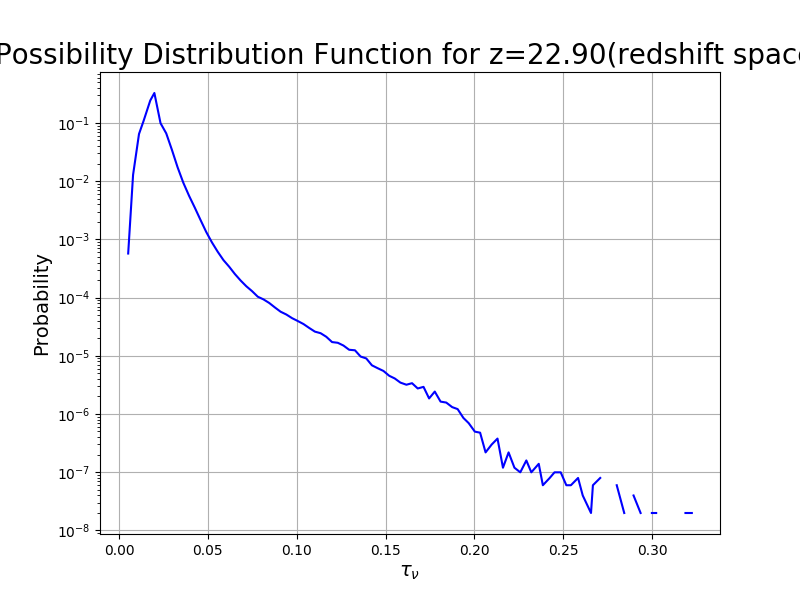 Possibility Distribution Function for z=22.90(redshift spac
Probability
10⁻¹
10⁻²
10⁻³
10⁻⁴
10⁻⁵
10⁻⁶
10⁻⁷
10⁻⁸
0.00 0.05 0.10 0.15 0.20 0.25 0.30
τ_ν